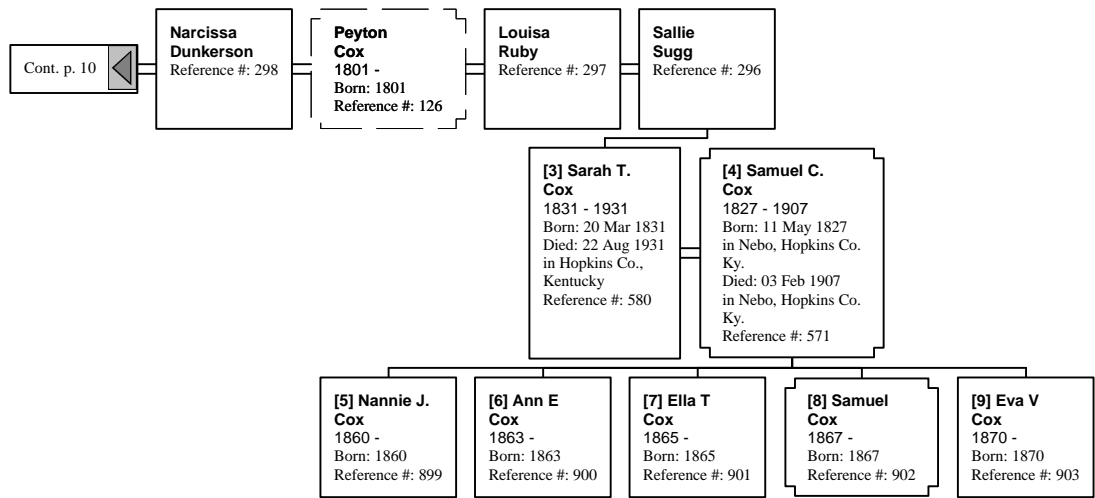 Cont. p. 10
Narcissa
Dunkerson
Reference #: 298
Peyton
Cox
1801 -
Born: 1801
Reference #: 126
Louisa
Ruby
Reference #: 297
Sallie
Sugg
Reference #: 296
[3] Sarah T.
Cox
1831 - 1931
Born: 20 Mar 1831
Died: 22 Aug 1931
in Hopkins Co.,
Kentucky
Reference #: 580
[4] Samuel C.
Cox
1827 - 1907
Born: 11 May 1827
in Nebo, Hopkins Co.
Ky.
Died: 03 Feb 1907
in Nebo, Hopkins Co.
Ky.
Reference #: 571
[5] Nannie J.
Cox
1860 -
Born: 1860
Reference #: 899
[6] Ann E
Cox
1863 -
Born: 1863
Reference #: 900
[7] Ella T
Cox
1865 -
Born: 1865
Reference #: 901
[8] Samuel
Cox
1867 -
Born: 1867
Reference #: 902
[9] Eva V
Cox
1870 -
Born: 1870
Reference #: 903